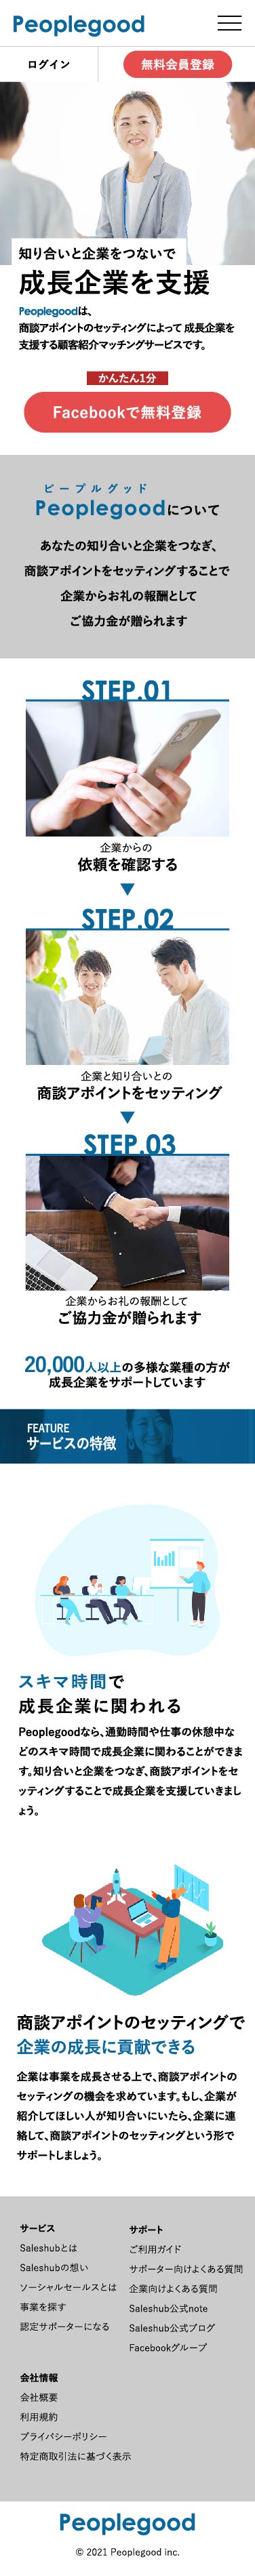 Peoplegood
ログイン
無料会員登録
知り合いと企業をつないで
成長企業を支援
Peoplegoodは、
商談アポイントのセッティングによって 成長企業を
支援する顧客紹介マッチングサービスです。
かんたん1分
Facebookで無料登録
ピープルグッド
Peoplegoodについて
あなたの知り合いと企業をつなぎ、
商談アポイントをセッティングすることで
企業からお礼の報酬として
ご協力金が贈られます
STEP.01
企業からの
依頼を確認する
STEP.02
企業と知り合いとの
商談アポイントをセッティング
STEP.03
企業からお礼の報酬として
ご協力金が贈られます
20,000人以上の多様な業種の方が
成長企業をサポートしています
FEATURE
サービスの特徴
スキマ時間で
成長企業に関われる
Peoplegoodなら、通勤時間や仕事の休憩中な
どのスキマ時間で成長企業に関わることができま
す。知り合いと企業をつなぎ、商談アポイントをセ
ッティングすることで成長企業を支援していきまし
ょう。
商談アポイントのセッティングで
企業の成長に貢献できる
企業は事業を成長させる上で、商談アポイントの
セッティングの機会を求めています。もし、企業が
紹介してほしい人が知り合いにいたら、企業に連
絡して、商談アポイントのセッティングという形で
サポートしましょう。
サービス
Saleshubとは
Saleshubの想い
ソーシャルセールスとは
事業を探す
認定サポーターになる
サポート
ご利用ガイド
サポーター向けよくある質問
企業向けよくある質問
Saleshub公式note
Saleshub公式ブログ
Facebookグループ
会社情報
会社概要
利用規約
プライバシーポリシー
特定商取引法に基づく表示
Peoplegood
© 2021 Peoplegood inc.